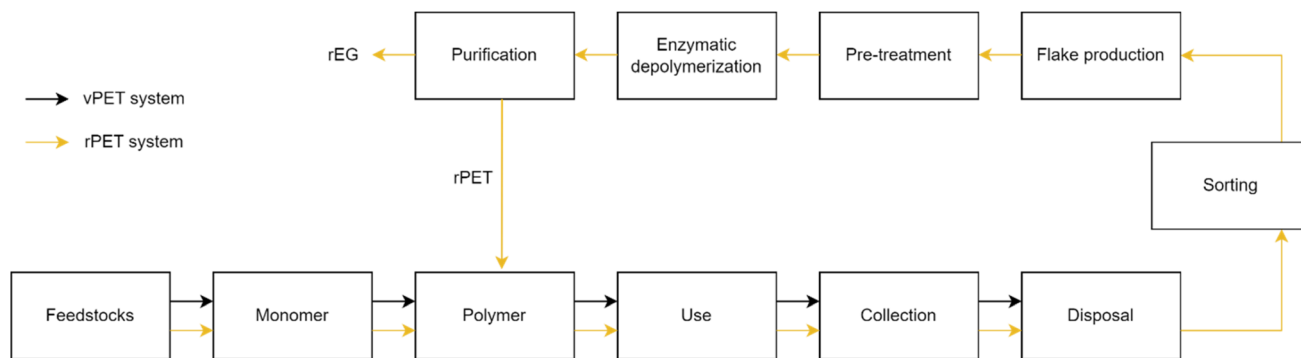 rEG
Purification
Enzymatic
depolymerization
Pre-treatment
Flake production
vPET system
rPET system
rPET
Sorting
Feedstocks
Monomer
Polymer
Use
Collection
Disposal